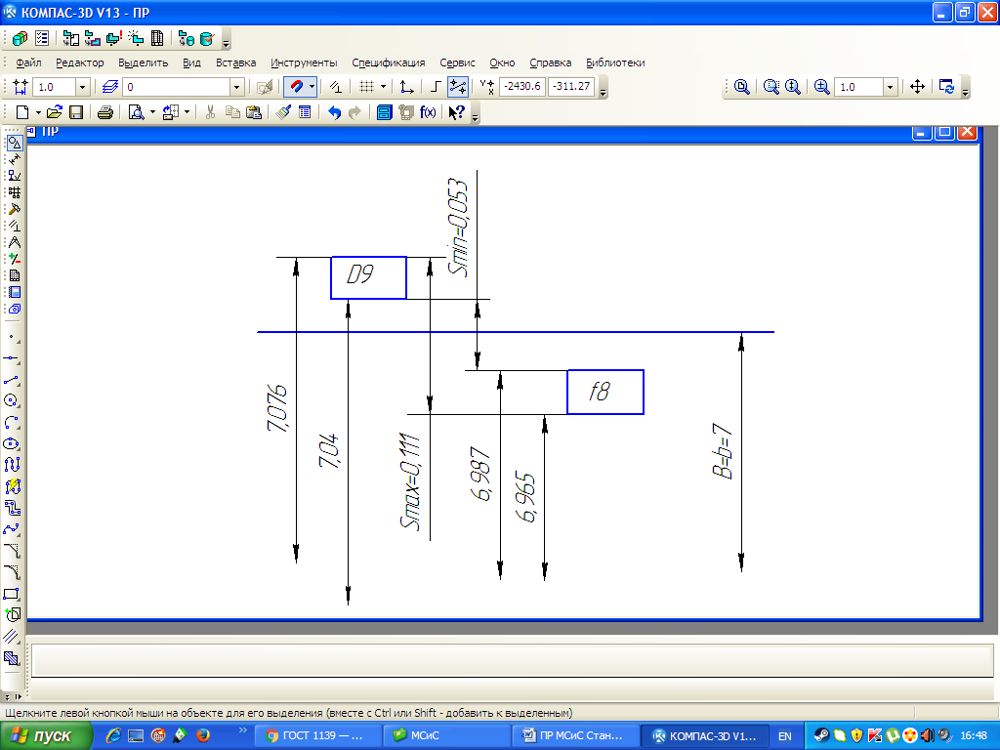 КОМПАС-3D V13 - ПР
Файл Редактор Выделить Вид Вставка Инструменты Спецификация Сервис Окно Справка Библиотеки
1.0 0 -2430.6 -311.27 1.0
f(x)
ПР
D9
Smin=0,053
f8
7,076
7,04
Smax=0,111
6,987
6,965
B=b=7
Щелкните левой кнопкой мыши на объекте для его выделения (вместе с Ctrl или Shift - добавить к выделенным)
пуск
ГОСТ 1139 — ...
МСиС
ПР МСиС Стан...
КОМПАС-3D V1...
EN
16:48